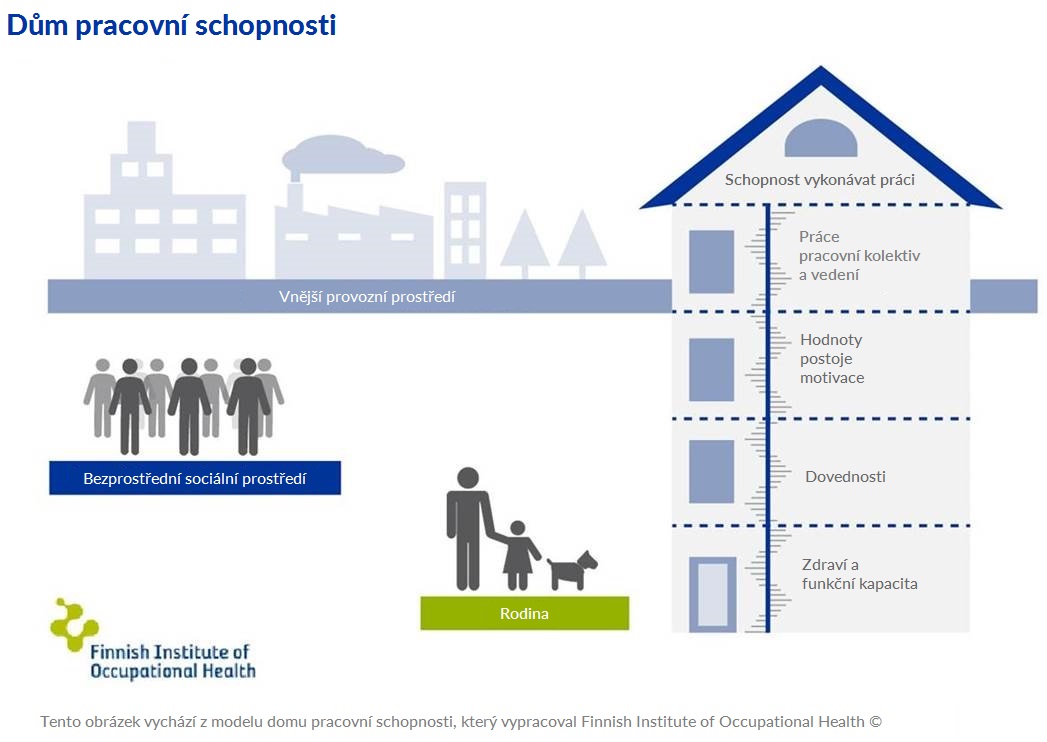 Dům pracovní schopnosti
Schopnost vykonávat práci
Práce
pracovní kolektiv
a vedení
Vnější provozní prostředí
Hodnoty
postoje
motivace
Bezprostřední sociální prostředí
Dovednosti
Zdraví a
funkční kapacita
Rodina
Finnish Institute of
Occupational Health
Tento obrázek vychází z modelu domu pracovní schopnosti, který vypracoval Finnish Institute of Occupational Health ©